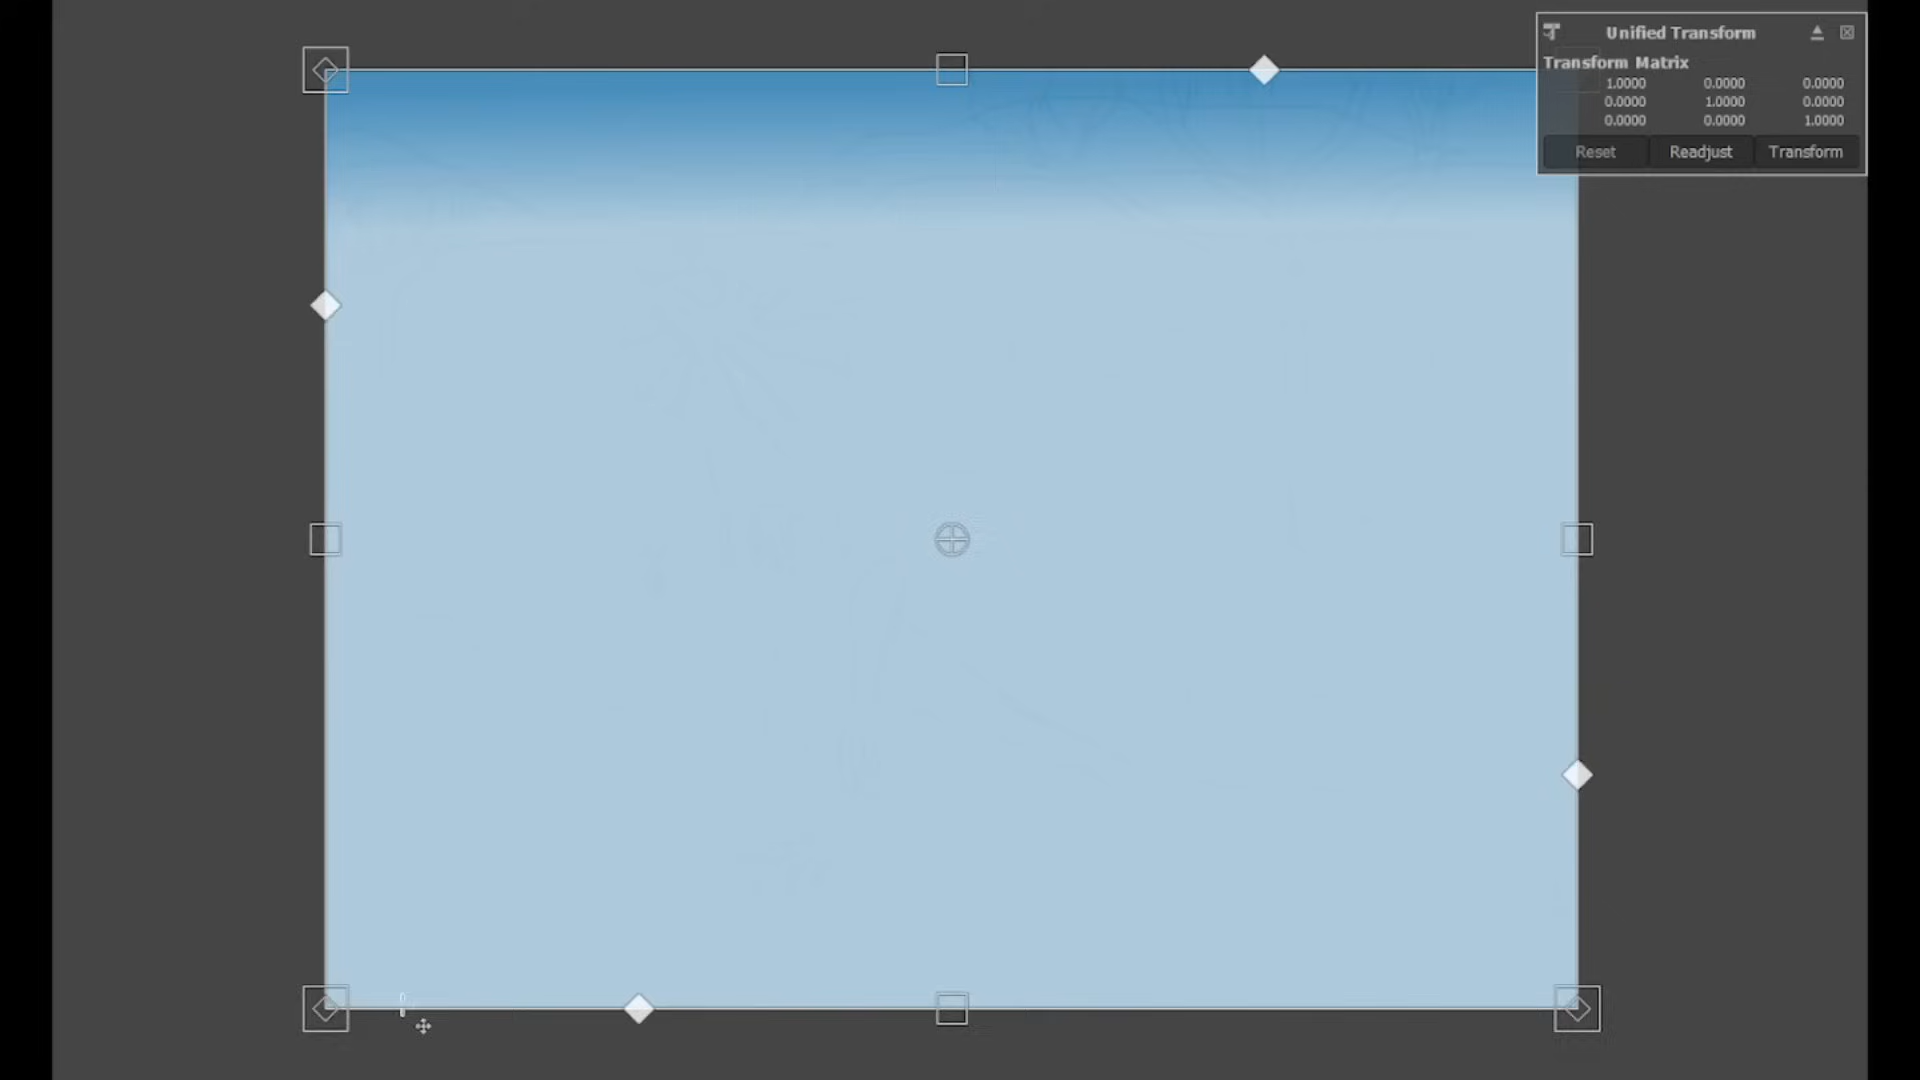 Unified Transform
Transform Matrix
1.0000 0.0000 0.0000
0.0000 1.0000 0.0000
0.0000 0.0000 1.0000
Reset Readjust Transform